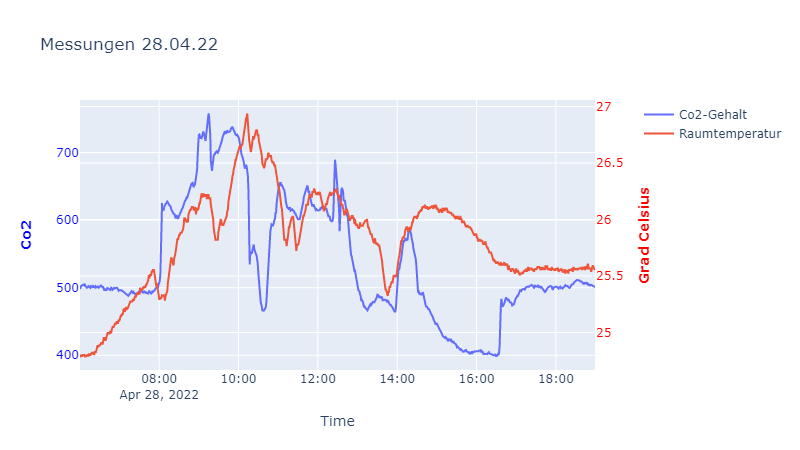 Messungen 28.04.22
Co2-Gehalt
Raumtemperatur
Co2
700
600
500
400
27
26.5
26
25.5
25
Grad Celsius
08:00 10:00 12:00 14:00 16:00 18:00
Apr 28, 2022
Time